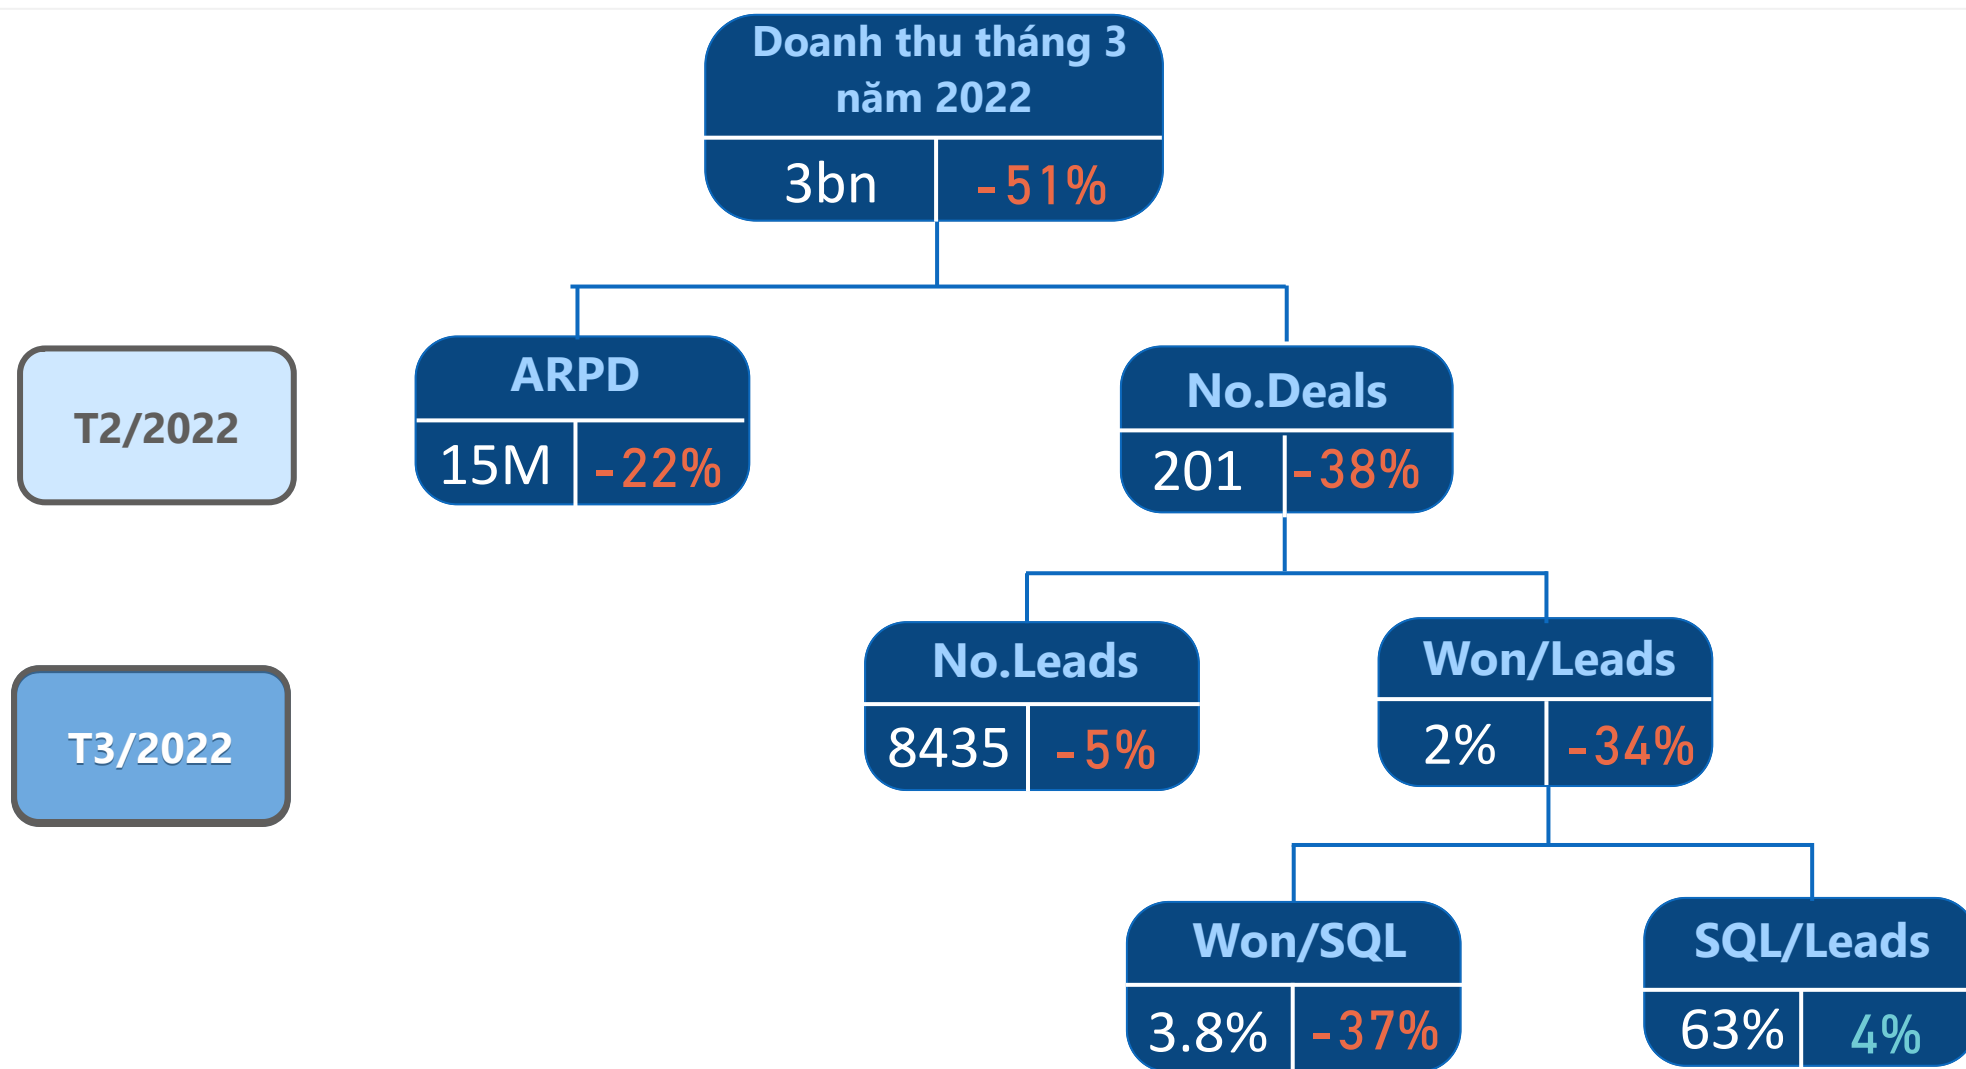 Doanh thu tháng 3
năm 2022
3bn -51%
ARPD
15M -22%
No.Deals
201 -38%
T2/2022
No.Leads
8435 -5%
Won/Leads
2% -34%
T3/2022
Won/SQL
3.8% -37%
SQL/Leads
63% 4%